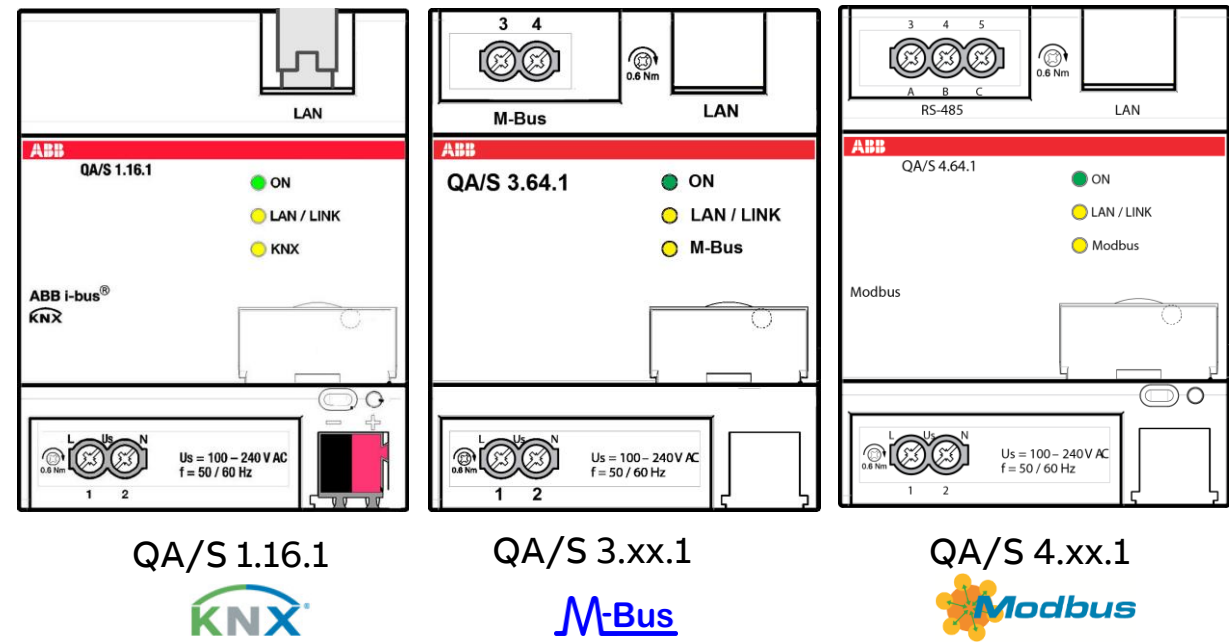 LAN
ABB
QA/S 1.16.1
ON
LAN / LINK
KNX
ABB i-bus®
KNX
− +
L Us N
0.6 Nm
Us = 100 – 240 V AC
f = 50 / 60 Hz
1 2
QA/S 1.16.1
KNX®
3 4
0.6 Nm
M-Bus
LAN
ABB
QA/S 3.64.1
ON
LAN / LINK
M-Bus
L Us N
0.6 Nm
Us = 100 – 240 V AC
f = 50 / 60 Hz
1 2
QA/S 3.xx.1
M-Bus
3 4 5
0.6 Nm
A B C
RS-485
LAN
ABB
QA/S 4.64.1
ON
LAN / LINK
Modbus
Modbus
L Us N
0.6 Nm
Us = 100 – 240 V AC
f = 50 / 60 Hz
1 2
QA/S 4.xx.1
Modbus